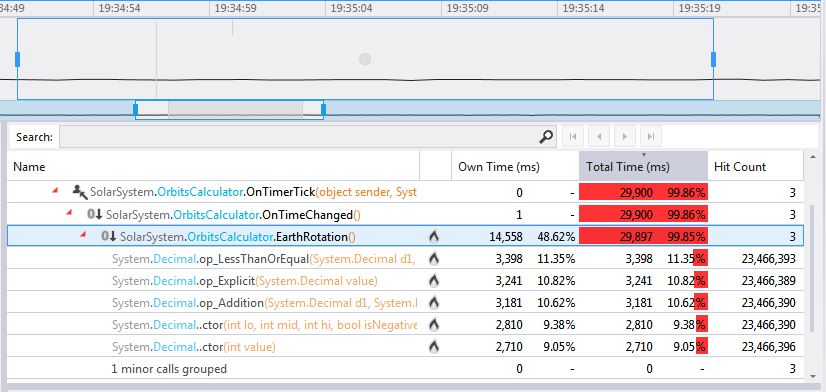 34:49 19:34:54 19:34:59 19:35:04 19:35:09 19:35:14 19:35:19 19:35
Search:
Name Own Time (ms) Total Time (ms) Hit Count
SolarSystem.OrbitsCalculator.OnTimerTick(object sender, Syst 0 - 29,900 99.86% 3
SolarSystem.OrbitsCalculator.OnTimeChanged() 1 - 29,900 99.86% 3
SolarSystem.OrbitsCalculator.EarthRotation() 14,558 48.62% 29,897 99.85% 3
System.Decimal.op_LessThanOrEqual(System.Decimal d1, 3,398 11.35% 3,398 11.35% 23,466,393
System.Decimal.op_Explicit(System.Decimal value) 3,241 10.82% 3,241 10.82% 23,466,389
System.Decimal.op_Addition(System.Decimal d1, System.I 3,181 10.62% 3,181 10.62% 23,466,390
System.Decimal..ctor(int lo, int mid, int hi, bool isNegative 2,810 9.38% 2,810 9.38% 23,466,390
System.Decimal..ctor(int value) 2,710 9.05% 2,710 9.05% 23,466,396
1 minor calls grouped 0 - 0 - 3